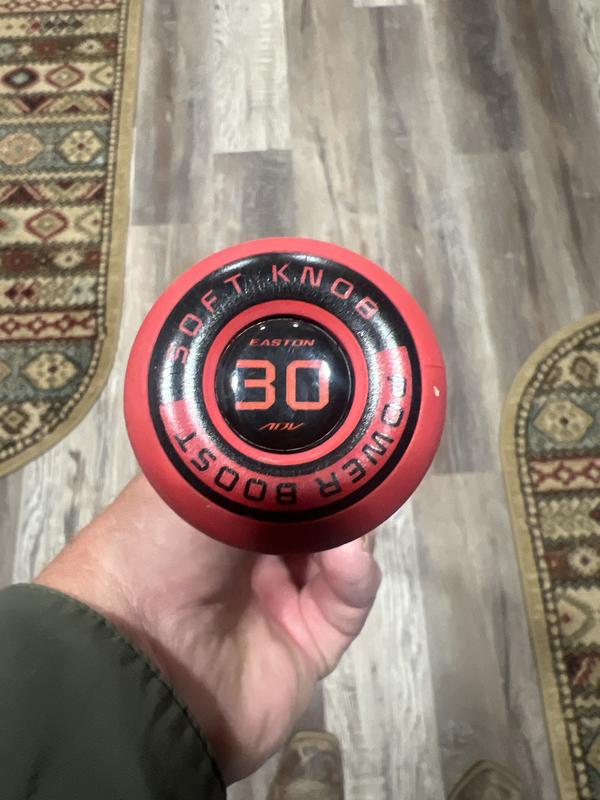 SOFT KNOB
EASTON
30
ADV
POWER BOOST